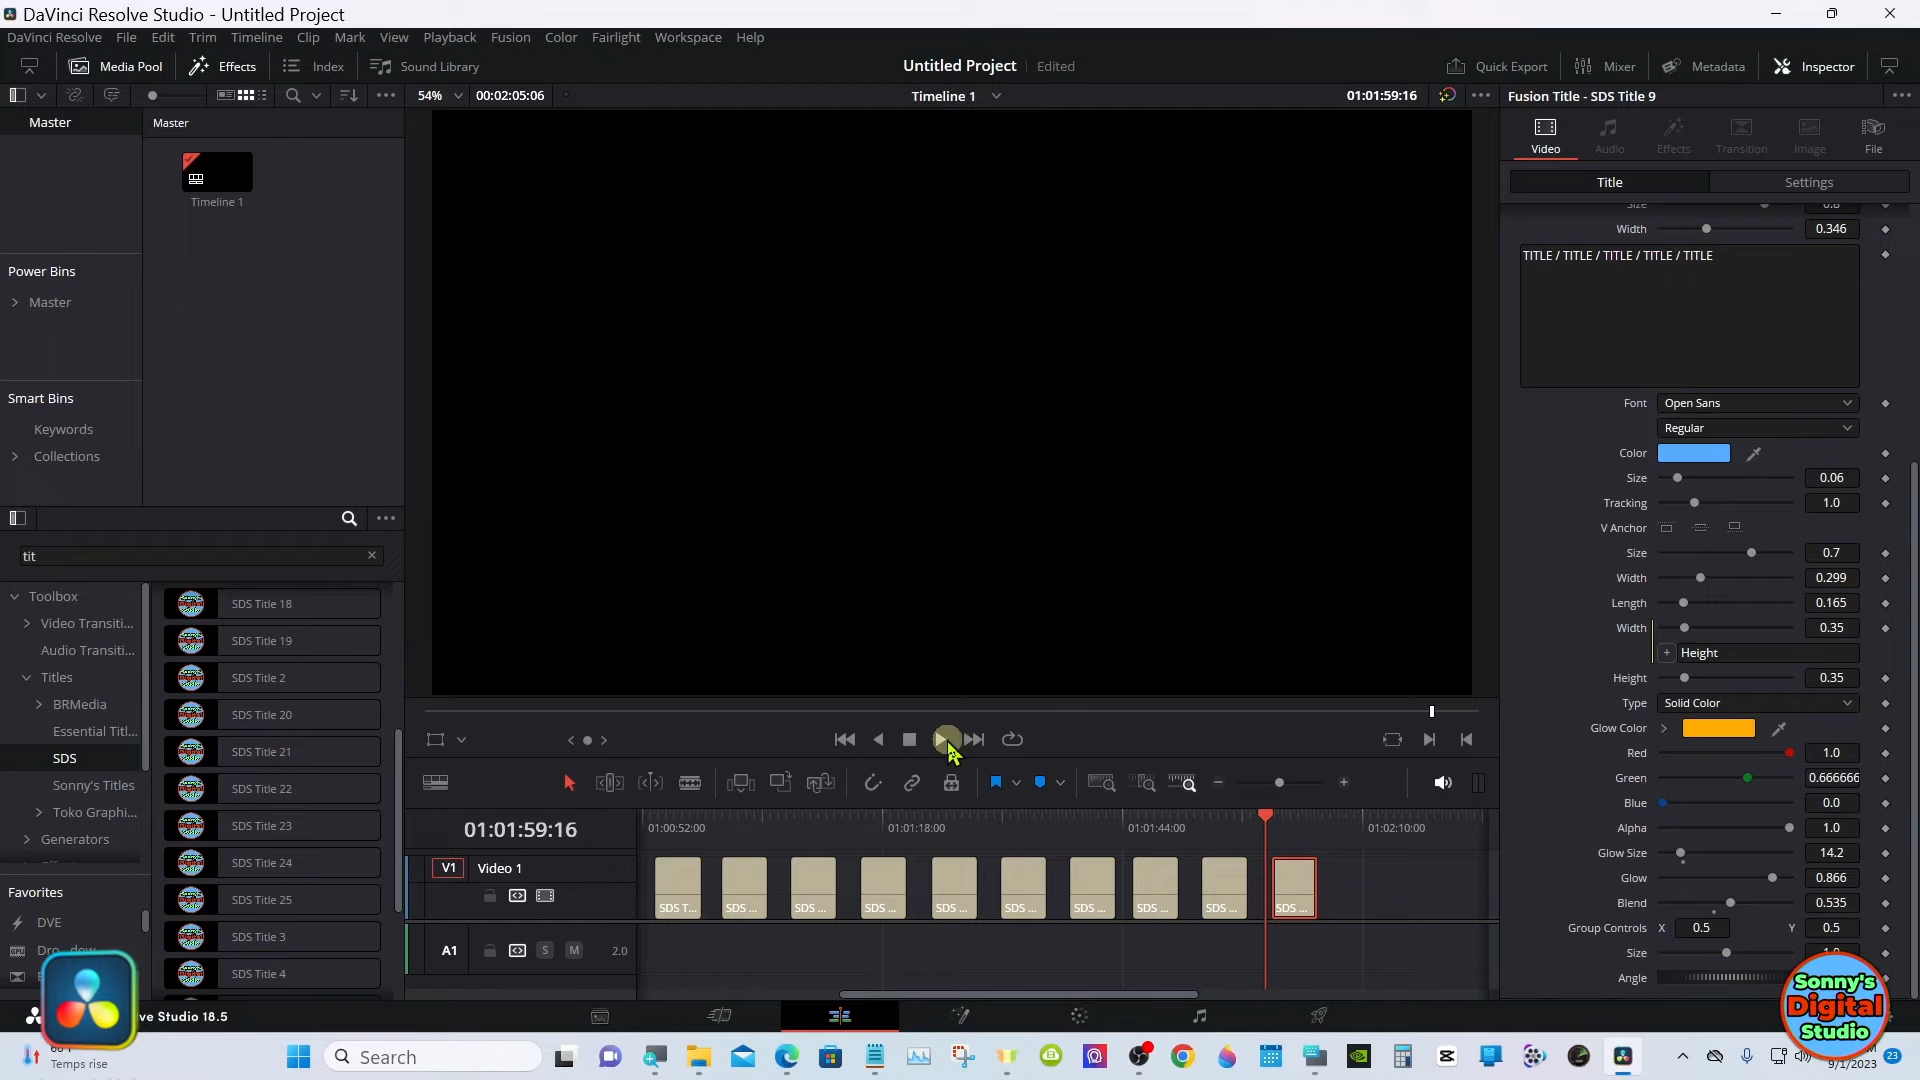 DaVinci Resolve Studio - Untitled Project
DaVinci Resolve File Edit Trim Timeline Clip Mark View Playback Fusion Color Fairlight Workspace Help
Media Pool Effects Index Sound Library Untitled Project Edited Quick Export Mixer Metadata Inspector
54% 00:02:05:06 Timeline 1 01:01:59:16 Fusion Title - SDS Title 9
Master Master
Video Audio Effects Transition Image File
Timeline 1
Title Settings
Size 0.8
Width 0.346
TITLE / TITLE / TITLE / TITLE / TITLE
Power Bins
Master
Smart Bins
Keywords
Collections
Font Open Sans
Regular
Color
Size 0.06
Tracking 1.0
V Anchor
Size 0.7
Width 0.299
Length 0.165
Width 0.35
Height
Height 0.35
Type Solid Color
Glow Color
Red 1.0
Green 0.666666
Blue 0.0
Alpha 1.0
Glow Size 14.2
Glow 0.866
Blend 0.535
Group Controls X 0.5 Y 0.5
Size 1.0
Angle
tit
Toolbox
Video Transiti...
Audio Transiti...
Titles
BRMedia
Essential Titl...
SDS
Sonny's Titles
Toko Graphi...
Generators
Favorites
DVE
SDS Title 18
SDS Title 19
SDS Title 2
SDS Title 20
SDS Title 21
SDS Title 22
SDS Title 23
SDS Title 24
SDS Title 25
SDS Title 3
SDS Title 4
01:01:59:16 01:00:52:00 01:01:18:00 01:01:44:00 01:02:10:00
V1 Video 1
SDS T... SDS ... SDS ... SDS ... SDS ... SDS ... SDS ... SDS ... SDS ... SDS ...
A1 S M 2.0
ve Studio 18.5
Sonny's
Digital
Studio
Temps rise
Search
9/1/2023 23